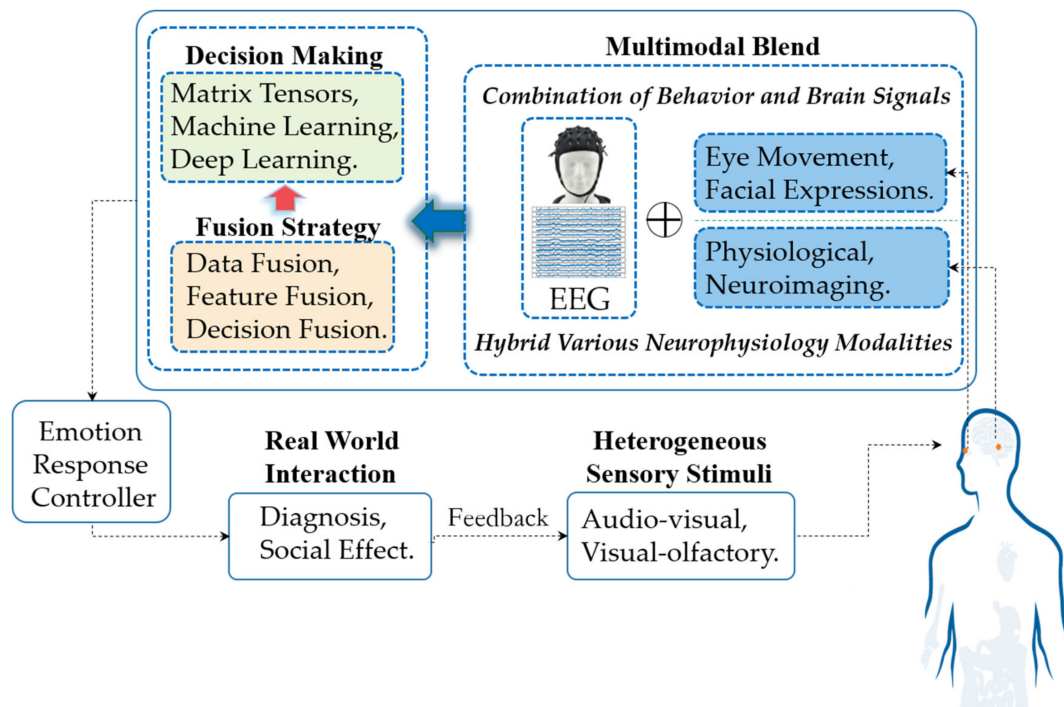 Decision Making
Matrix Tensors,
Machine Learning,
Deep Learning.
Fusion Strategy
Data Fusion,
Feature Fusion,
Decision Fusion.
Multimodal Blend
Combination of Behavior and Brain Signals
EEG
Eye Movement,
Facial Expressions.
Physiological,
Neuroimaging.
Hybrid Various Neurophysiology Modalities
Emotion
Response
Controller
Real World
Interaction
Diagnosis,
Social Effect.
Feedback
Heterogeneous
Sensory Stimuli
Audio-visual,
Visual-olfactory.